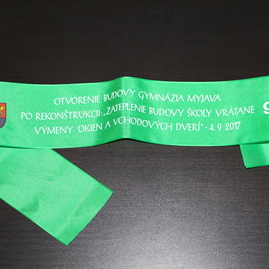 OTVORENIE BUDOVY GYMNÁZIA MYJAVA
PO REKONŠTRUKCII: „ZATEPLENIE BUDOVY ŠKOLY VRÁTANE
VÝMENY OKIEN A VCHODOVÝCH DVERÍ" - 4. 9. 2017